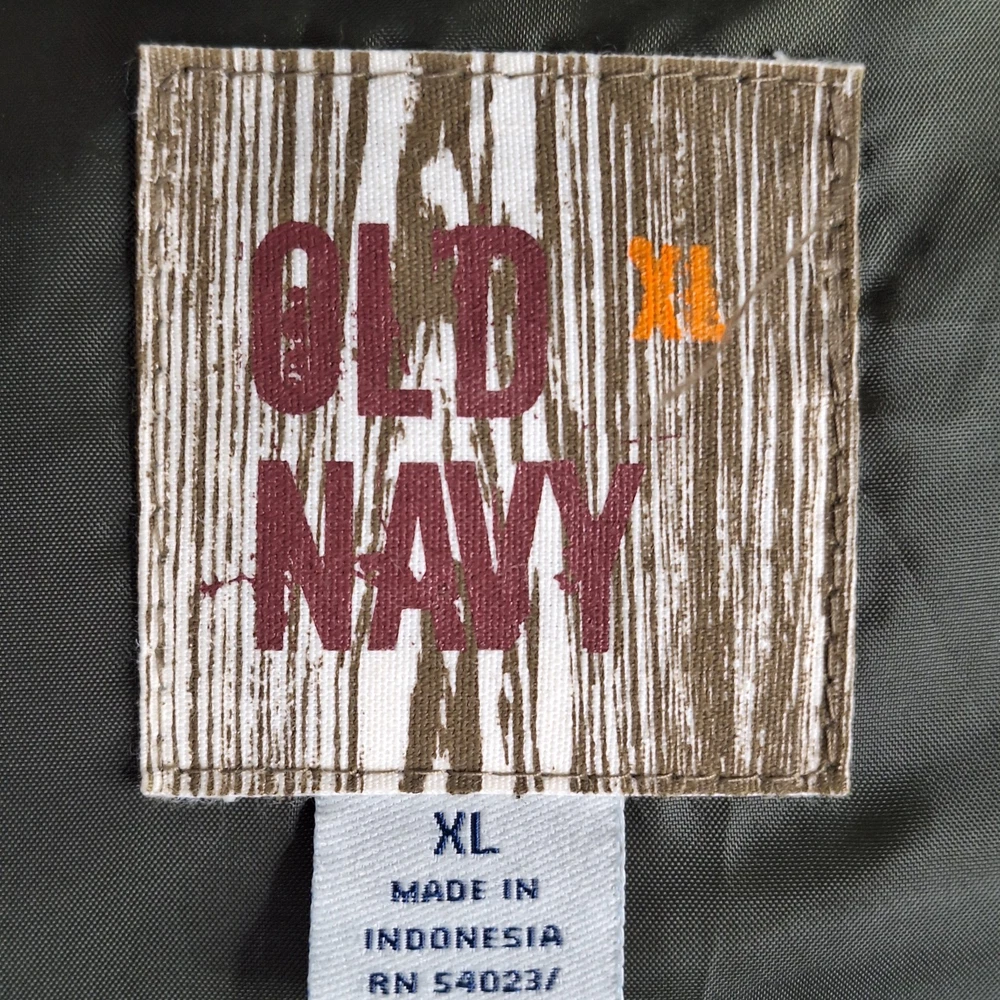 OLD XL
NAVY
XL
MADE IN
INDONESIA
RN 54023/